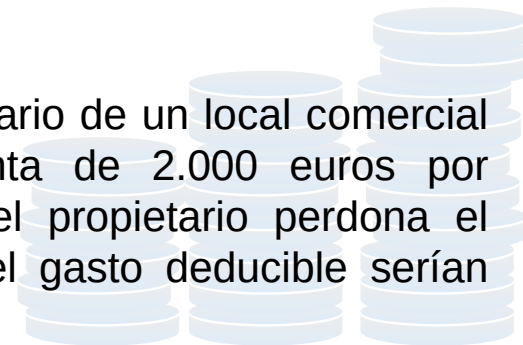 ario de un local comercial
nta de 2.000 euros por
el propietario perdona el
el gasto deducible serían